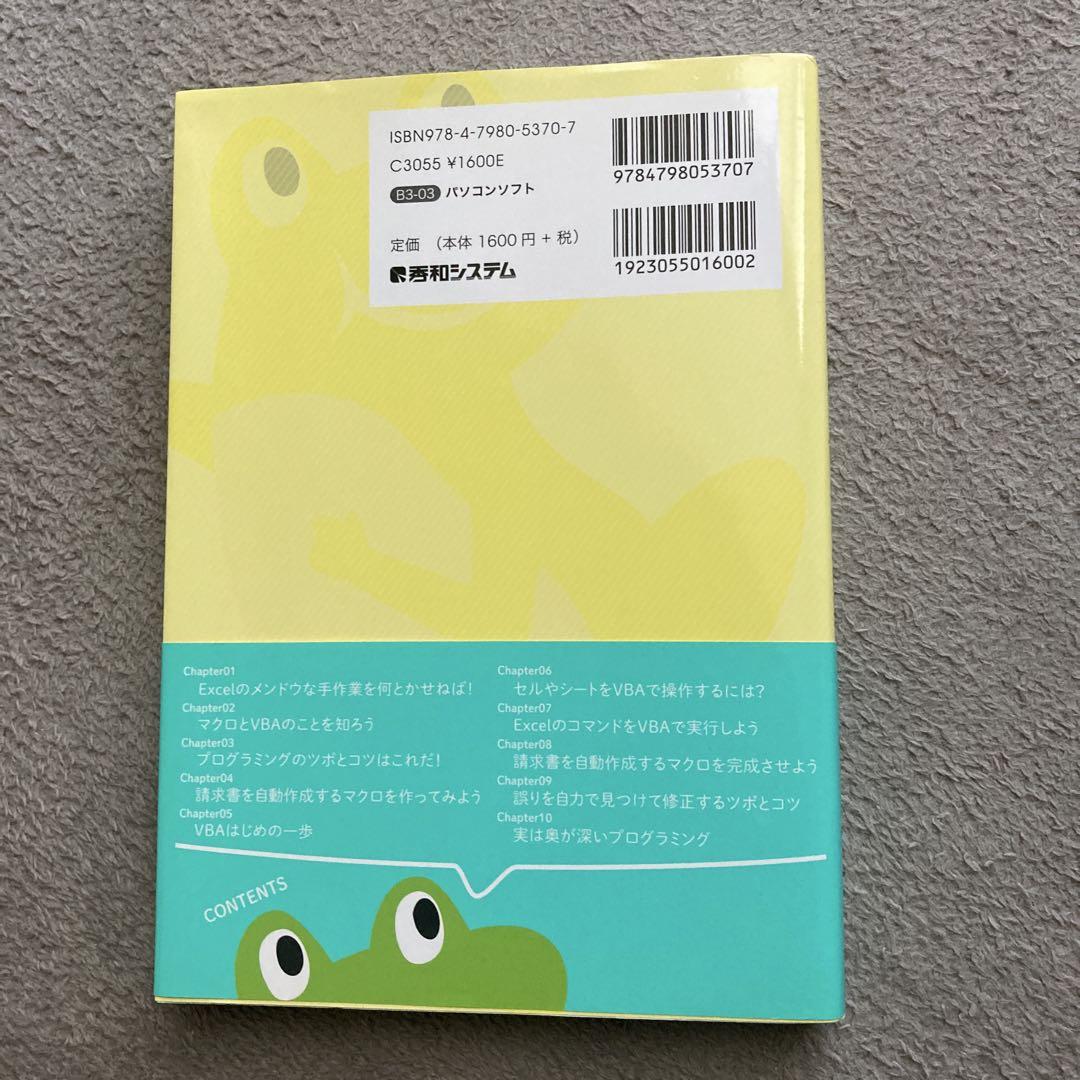 ISBN978-4-7980-5370-7
C3055 ¥1600E
B3-03 パソコンソフト
定価 （本体 1600 円 + 税）
秀和システム
9784798053707
1923055016002
Chapter01
Excelのメンドウな手作業を何とかせねば！
Chapter02
マクロとVBAのことを知ろう
Chapter03
プログラミングのツボとコツはこれだ！
Chapter04
請求書を自動作成するマクロを作ってみよう
Chapter05
VBAはじめの一歩
Chapter06
セルやシートをVBAで操作するには？
Chapter07
ExcelのコマンドをVBAで実行しよう
Chapter08
請求書を自動作成するマクロを完成させよう
Chapter09
誤りを自力で見つけて修正するツボとコツ
Chapter10
実は奥が深いプログラミング
CONTENTS